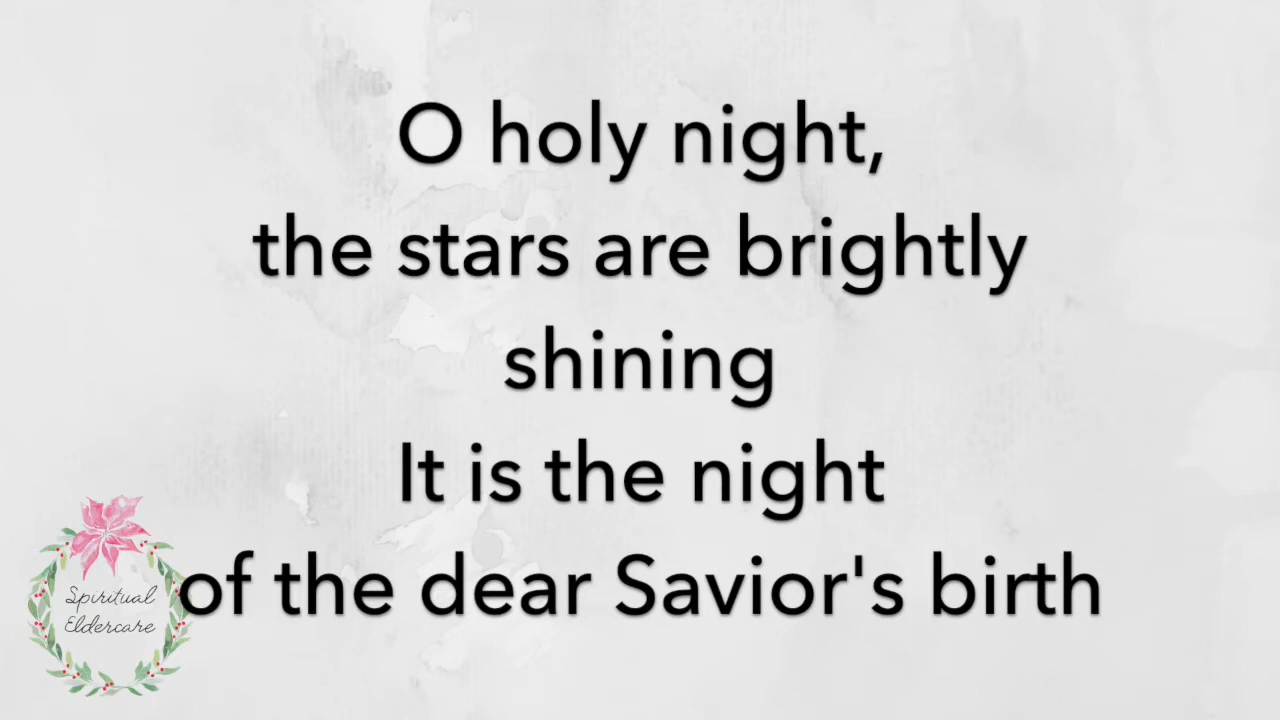 O holy night,
the stars are brightly
shining
It is the night
of the dear Savior's birth
Spiritual
Eldercare